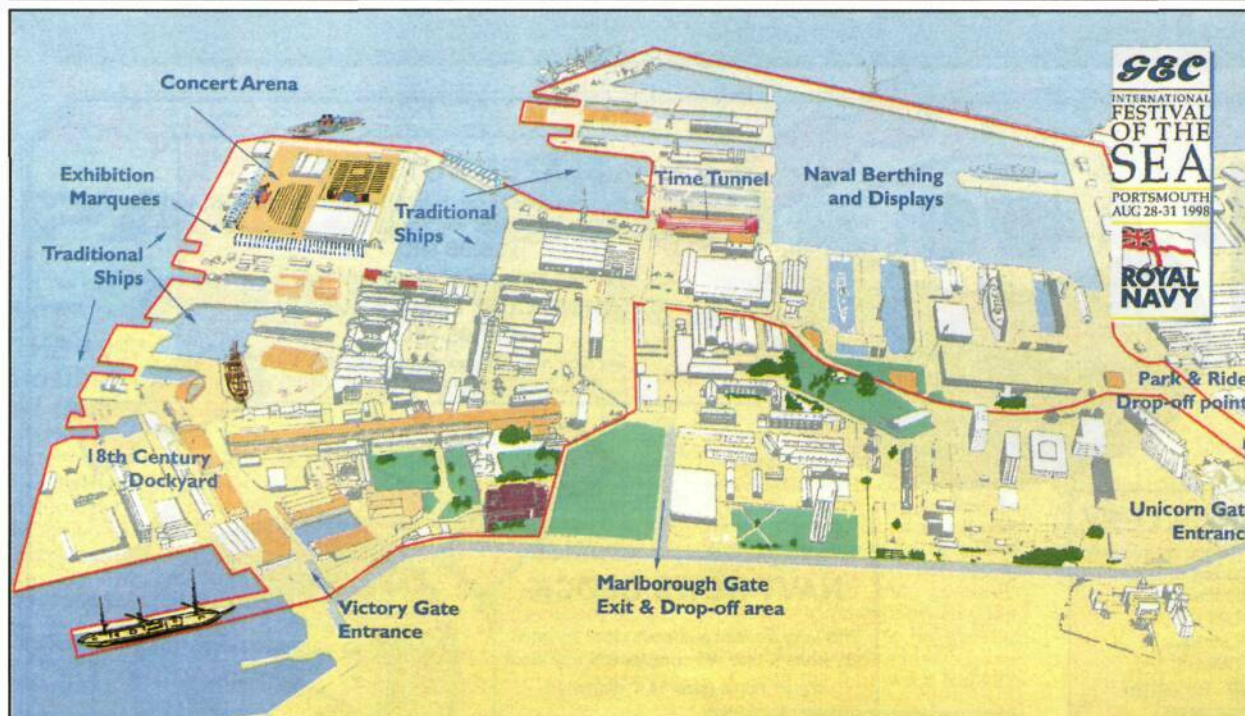 Concert Arena
Exhibition
Marquees
Traditional
Ships
Traditional
Ships
Time Tunnel
Naval Berthing
and Displays
GEC
INTERNATIONAL
FESTIVAL
OF THE
SEA
PORTSMOUTH
AUG 28-31 1998
ROYAL
NAVY
Park & Ride
Drop-off point
18th Century
Dockyard
Unicorn Gat
Entranc
Marlborough Gate
Exit & Drop-off area
Victory Gate
Entrance